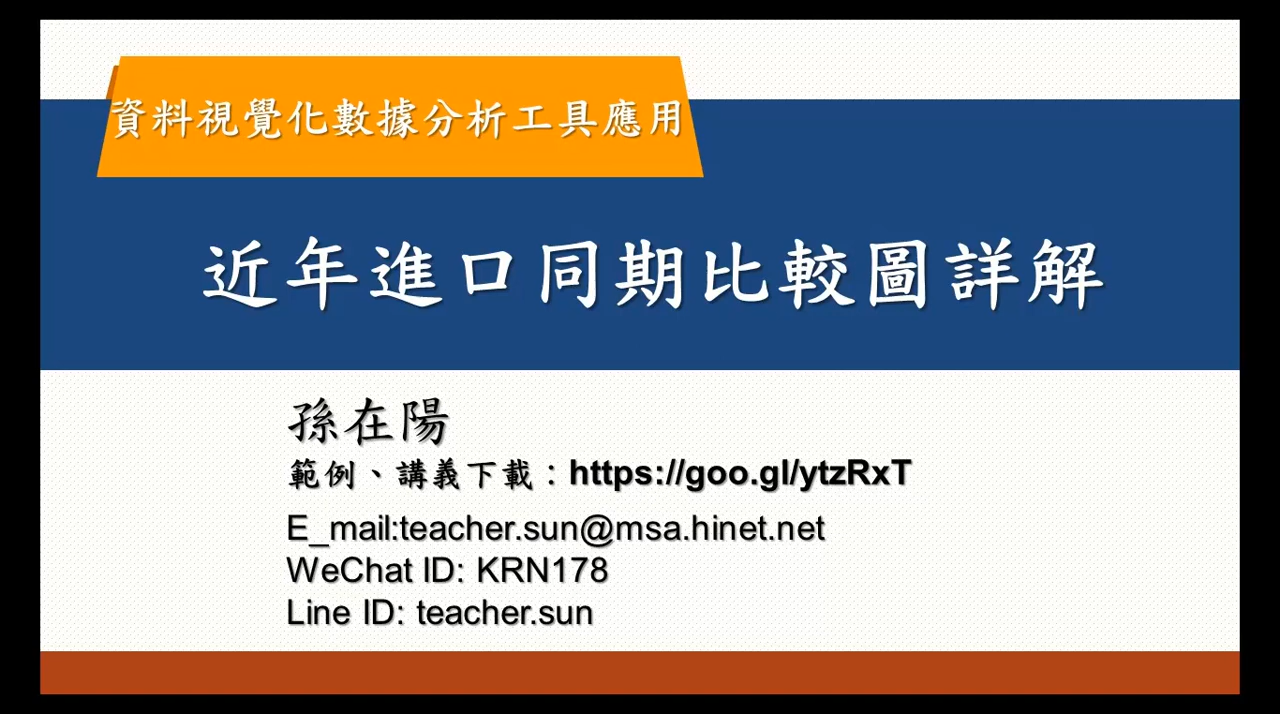 資料視覺化數據分析工具應用
近年進口同期比較圖詳解
孫在陽
範例、講義下載：https://goo.gl/ytzRxT
E_mail:teacher.sun@msa.hinet.net
WeChat ID: KRN178
Line ID: teacher.sun